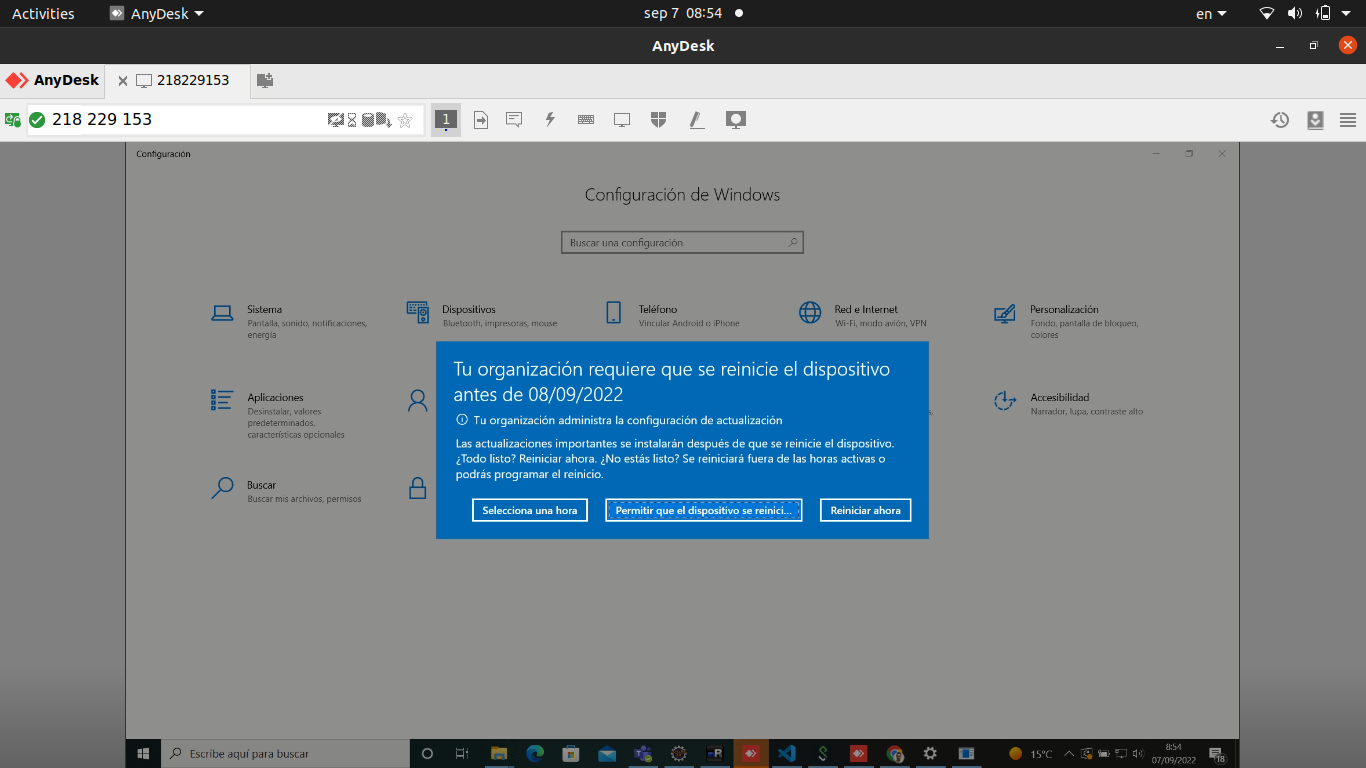 Activities
AnyDesk
sep 7 08:54
en
AnyDesk
AnyDesk
218229153
218 229 153
1
Configuración
Configuración de Windows
Buscar una configuración
Sistema
Pantalla, sonido, notificaciones,
energía
Dispositivos
Bluetooth, impresoras, mouse
Teléfono
Vincular Android o iPhone
Red e Internet
Wi-Fi, modo avión, VPN
Personalización
Fondo, pantalla de bloqueo,
colores
Tu organización requiere que se reinicie el dispositivo
antes de 08/09/2022
Tu organización administra la configuración de actualización
Las actualizaciones importantes se instalarán después de que se reinicie el dispositivo.
¿Todo listo? Reiniciar ahora. ¿No estás listo? Se reiniciará fuera de las horas activas o
podrás programar el reinicio.
Selecciona una hora
Permitir que el dispositivo se reinici...
Reiniciar ahora
Aplicaciones
Desinstalar, valores
predeterminados,
características opcionales
Accesibilidad
Narrador, lupa, contraste alto
Buscar
Buscar mis archivos, permisos
Escribe aquí para buscar
15°C
8:54
07/09/2022
18